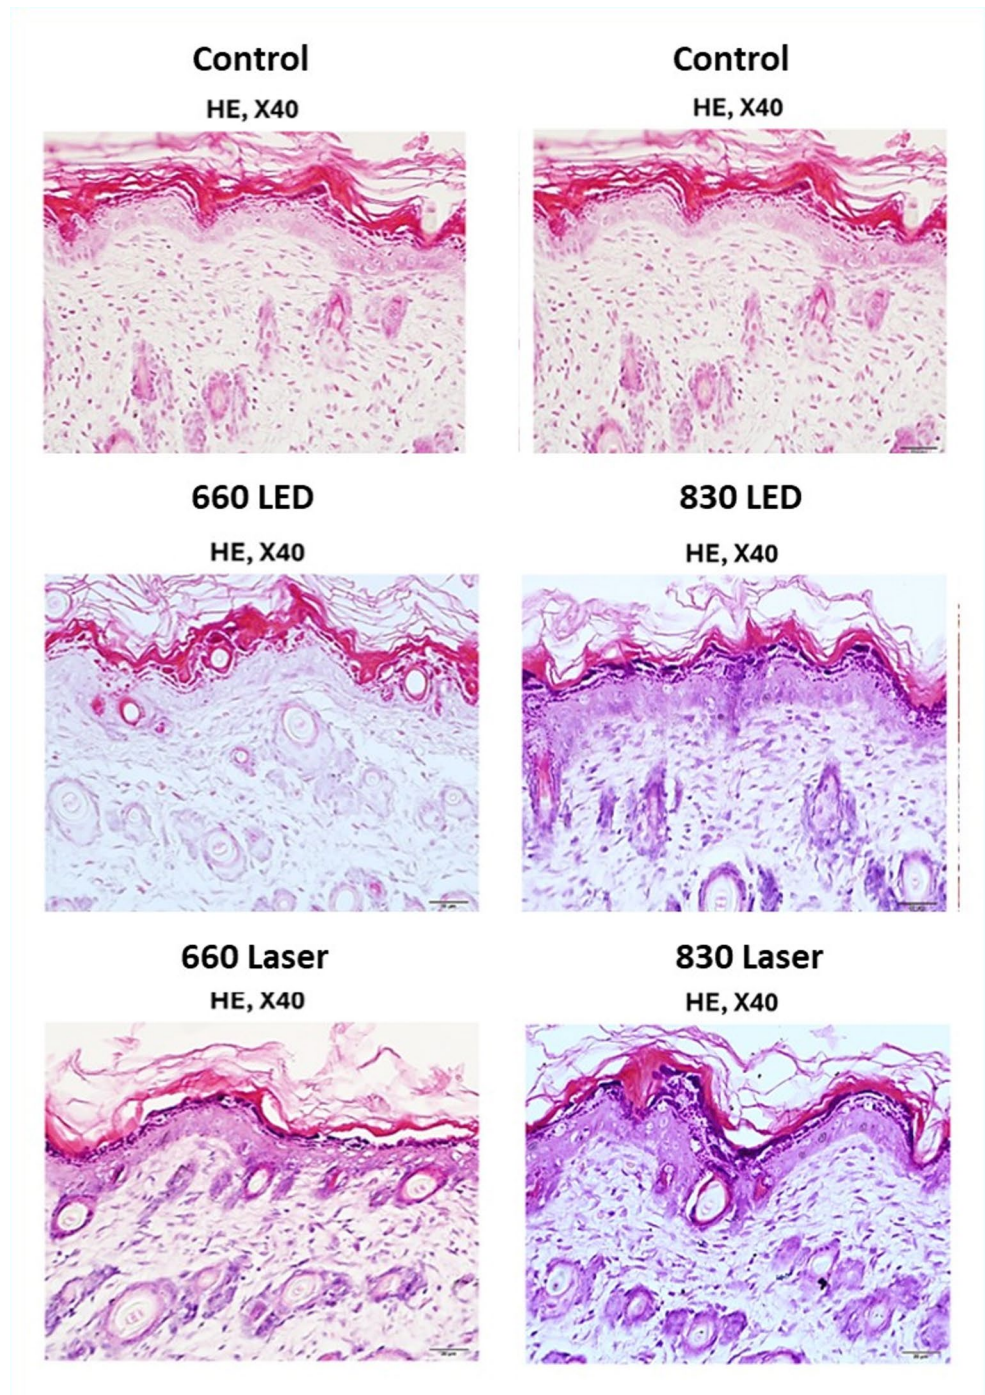 Control
HE, X40
Control
HE, X40
660 LED
HE, X40
830 LED
HE, X40
660 Laser
HE, X40
830 Laser
HE, X40